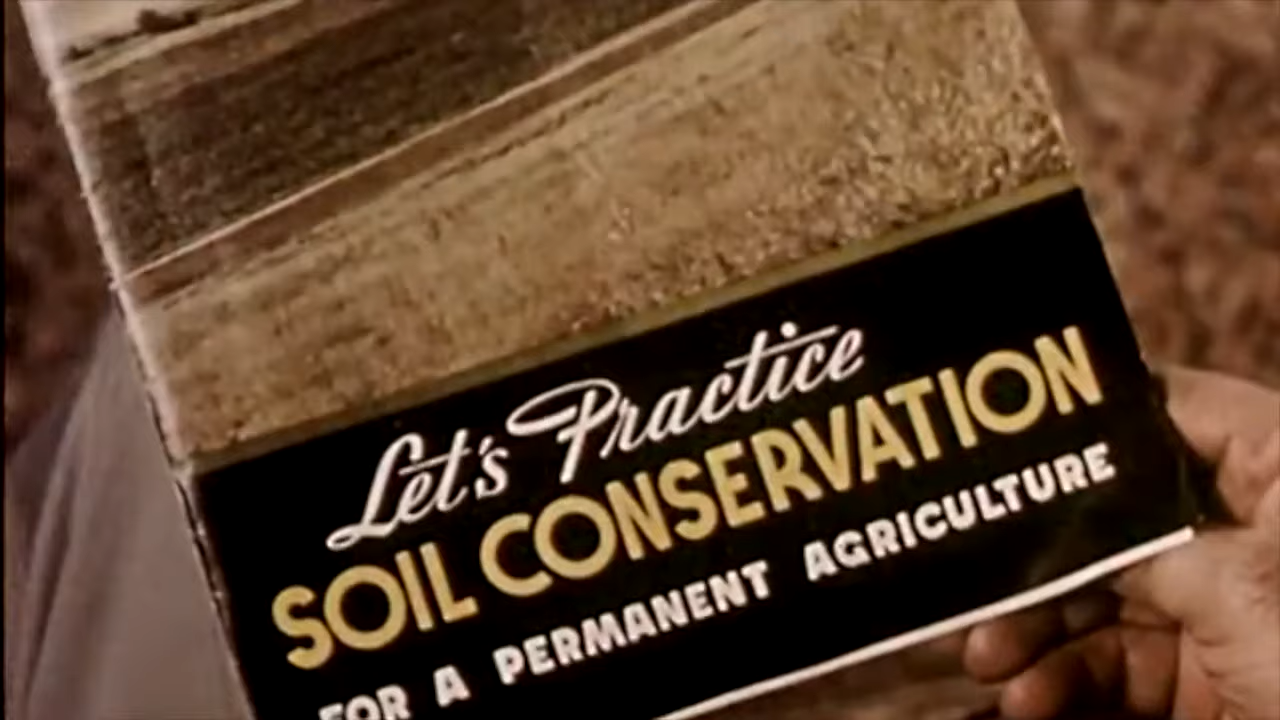 Let's Practice
SOIL CONSERVATION
FOR A PERMANENT AGRICULTURE